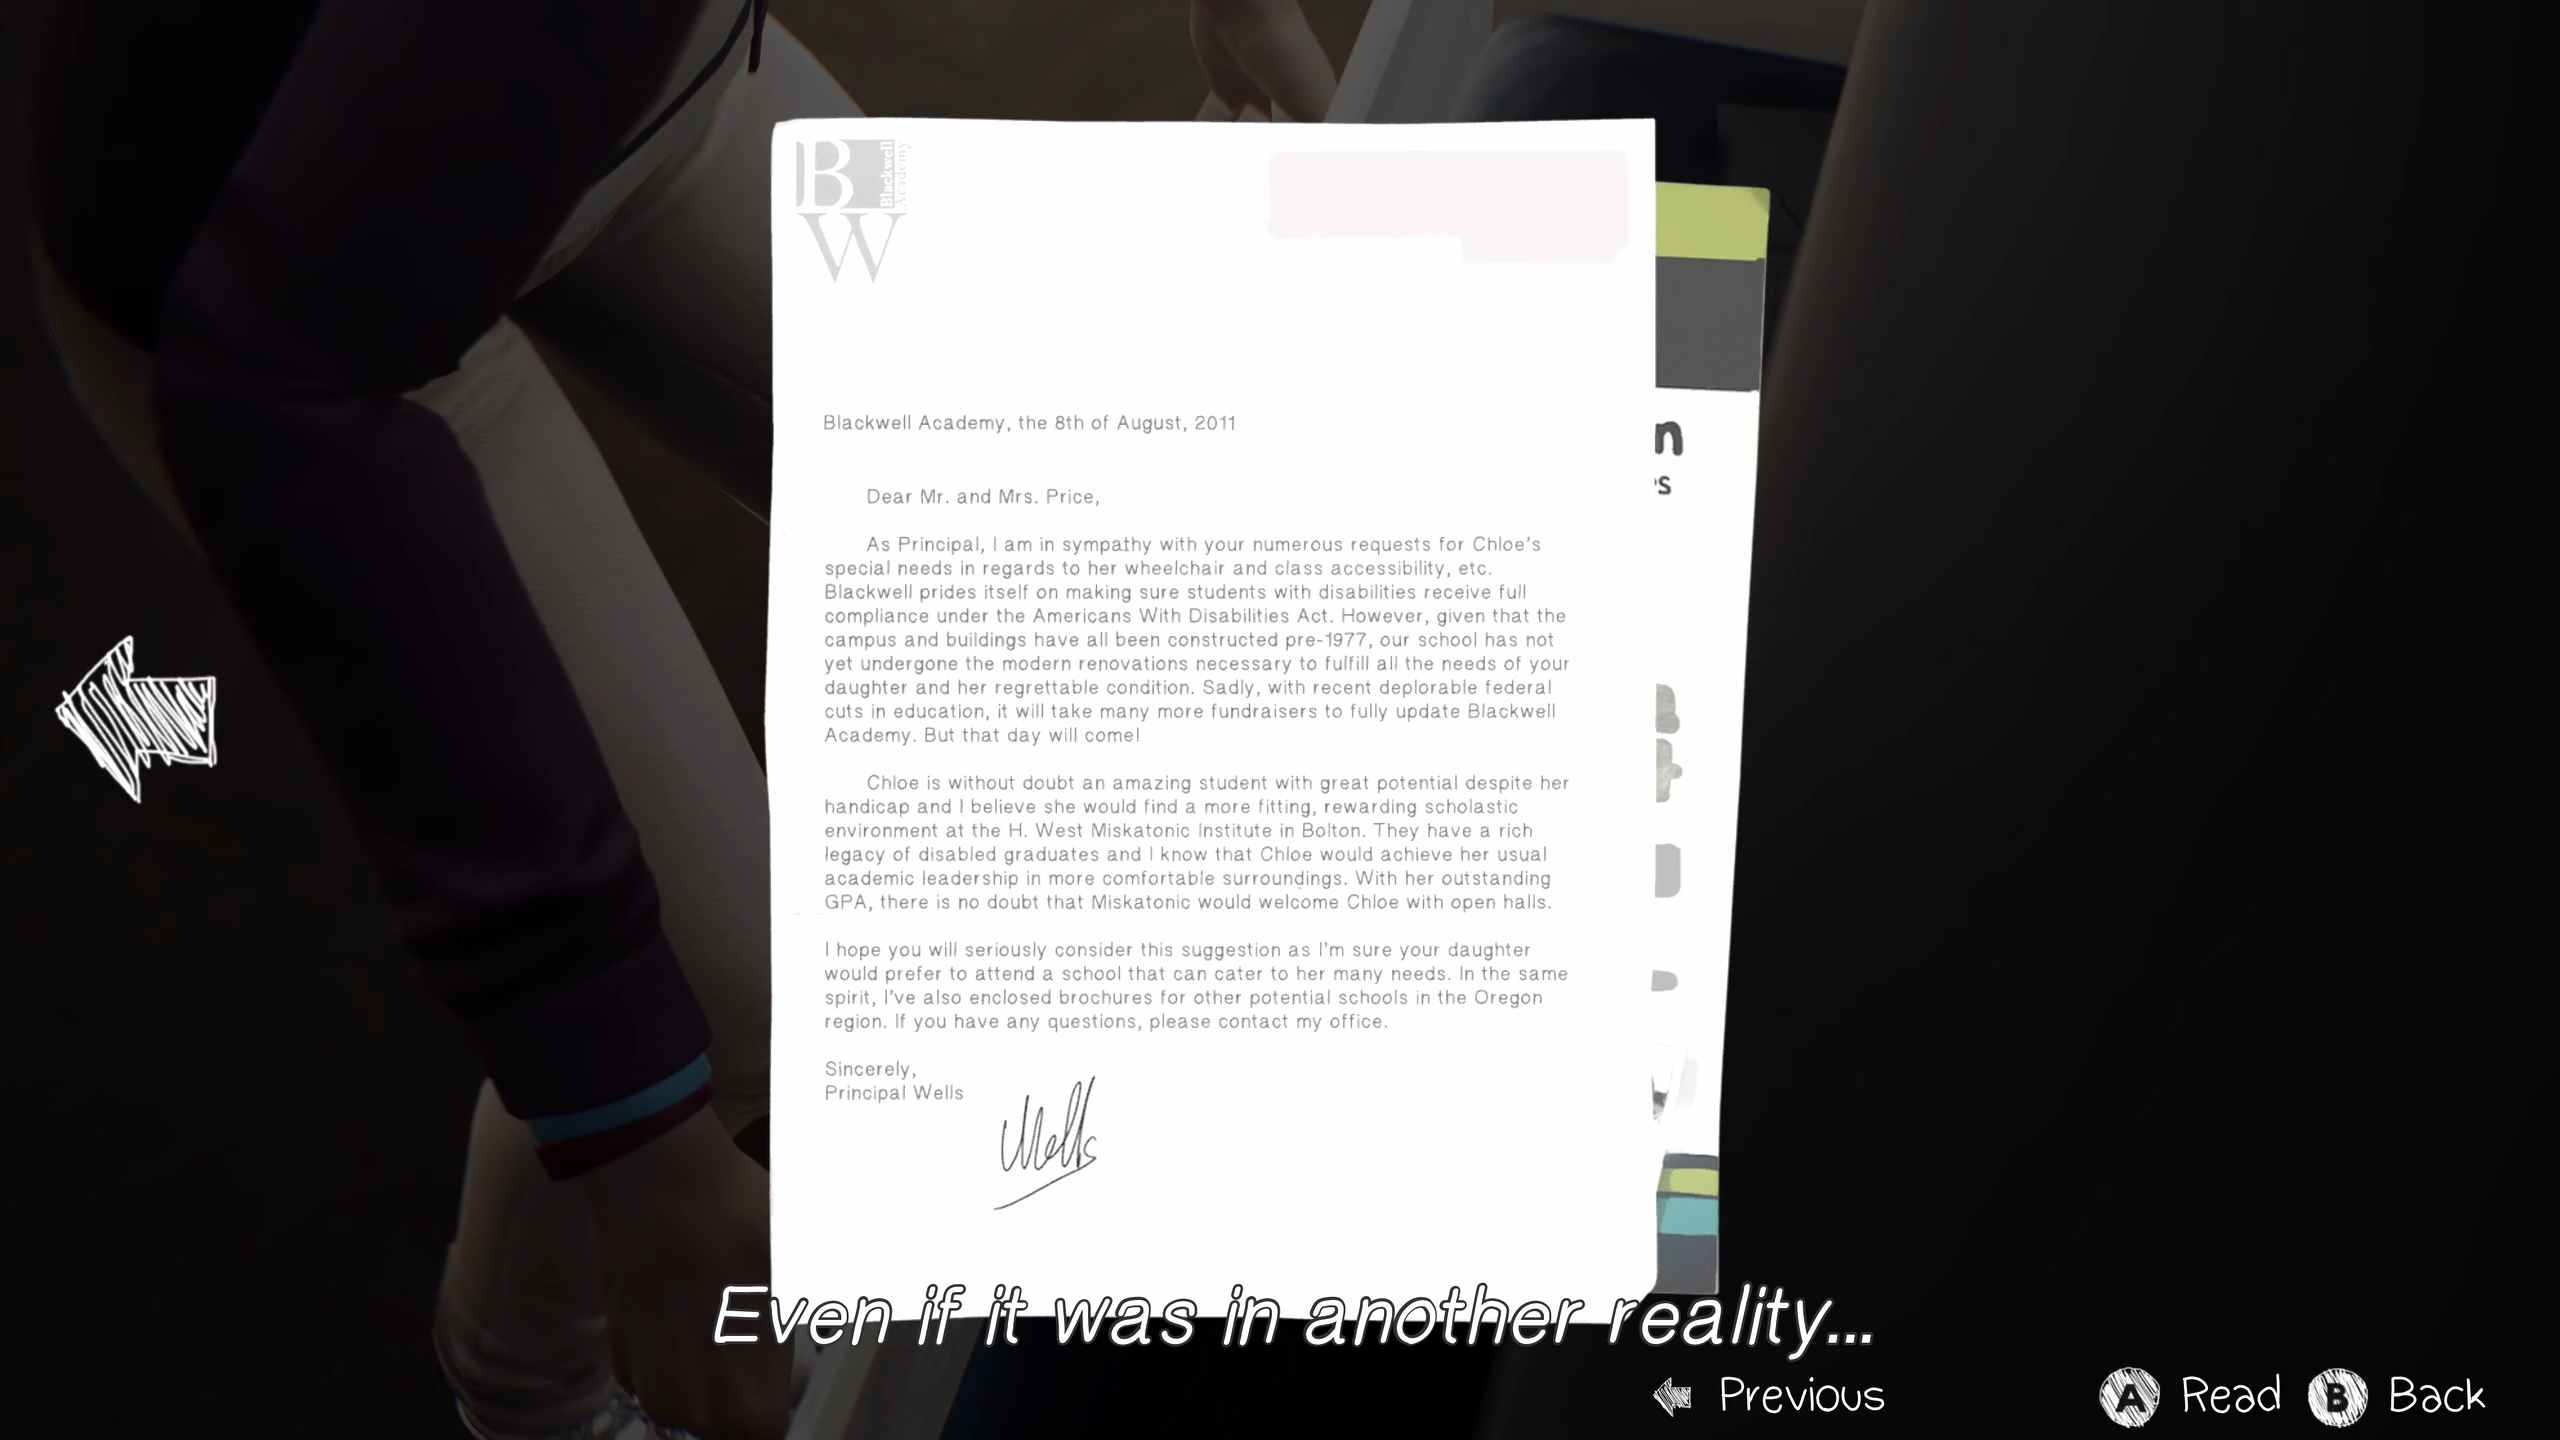 B
Blackwell
Academy
W
Blackwell Academy, the 8th of August, 2011
Dear Mr. and Mrs. Price,
As Principal, I am in sympathy with your numerous requests for Chloe's
special needs in regards to her wheelchair and class accessibility, etc.
Blackwell prides itself on making sure students with disabilities receive full
compliance under the Americans With Disabilities Act. However, given that the
campus and buildings have all been constructed pre-1977, our school has not
yet undergone the modern renovations necessary to fulfill all the needs of your
daughter and her regrettable condition. Sadly, with recent deplorable federal
cuts in education, it will take many more fundraisers to fully update Blackwell
Academy. But that day will come!
Chloe is without doubt an amazing student with great potential despite her
handicap and I believe she would find a more fitting, rewarding scholastic
environment at the H. West Miskatonic Institute in Bolton. They have a rich
legacy of disabled graduates and I know that Chloe would achieve her usual
academic leadership in more comfortable surroundings. With her outstanding
GPA, there is no doubt that Miskatonic would welcome Chloe with open halls.
I hope you will seriously consider this suggestion as I'm sure your daughter
would prefer to attend a school that can cater to her many needs. In the same
spirit, I've also enclosed brochures for other potential schools in the Oregon
region. If you have any questions, please contact my office.
Sincerely,
Principal Wells
Wells
n
s
Even if it was in another reality...
Previous
A Read B Back